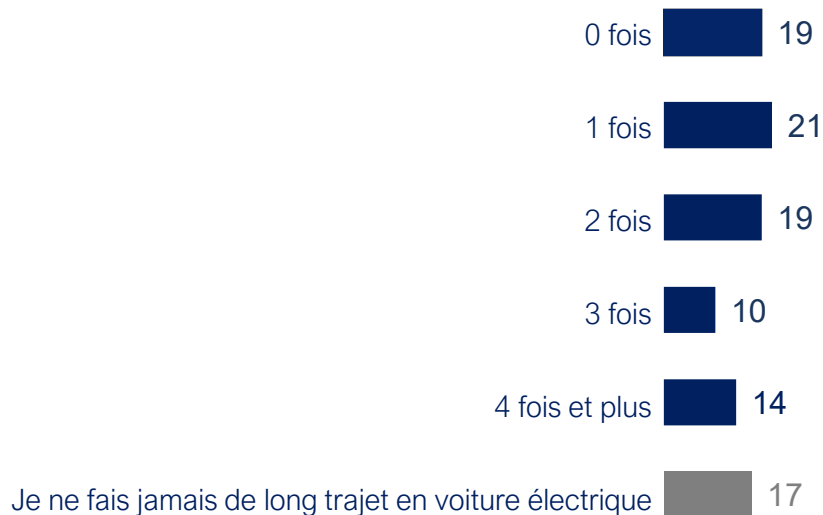 0 fois 19
1 fois 21
2 fois 19
3 fois 10
4 fois et plus 14
Je ne fais jamais de long trajet en voiture électrique 17